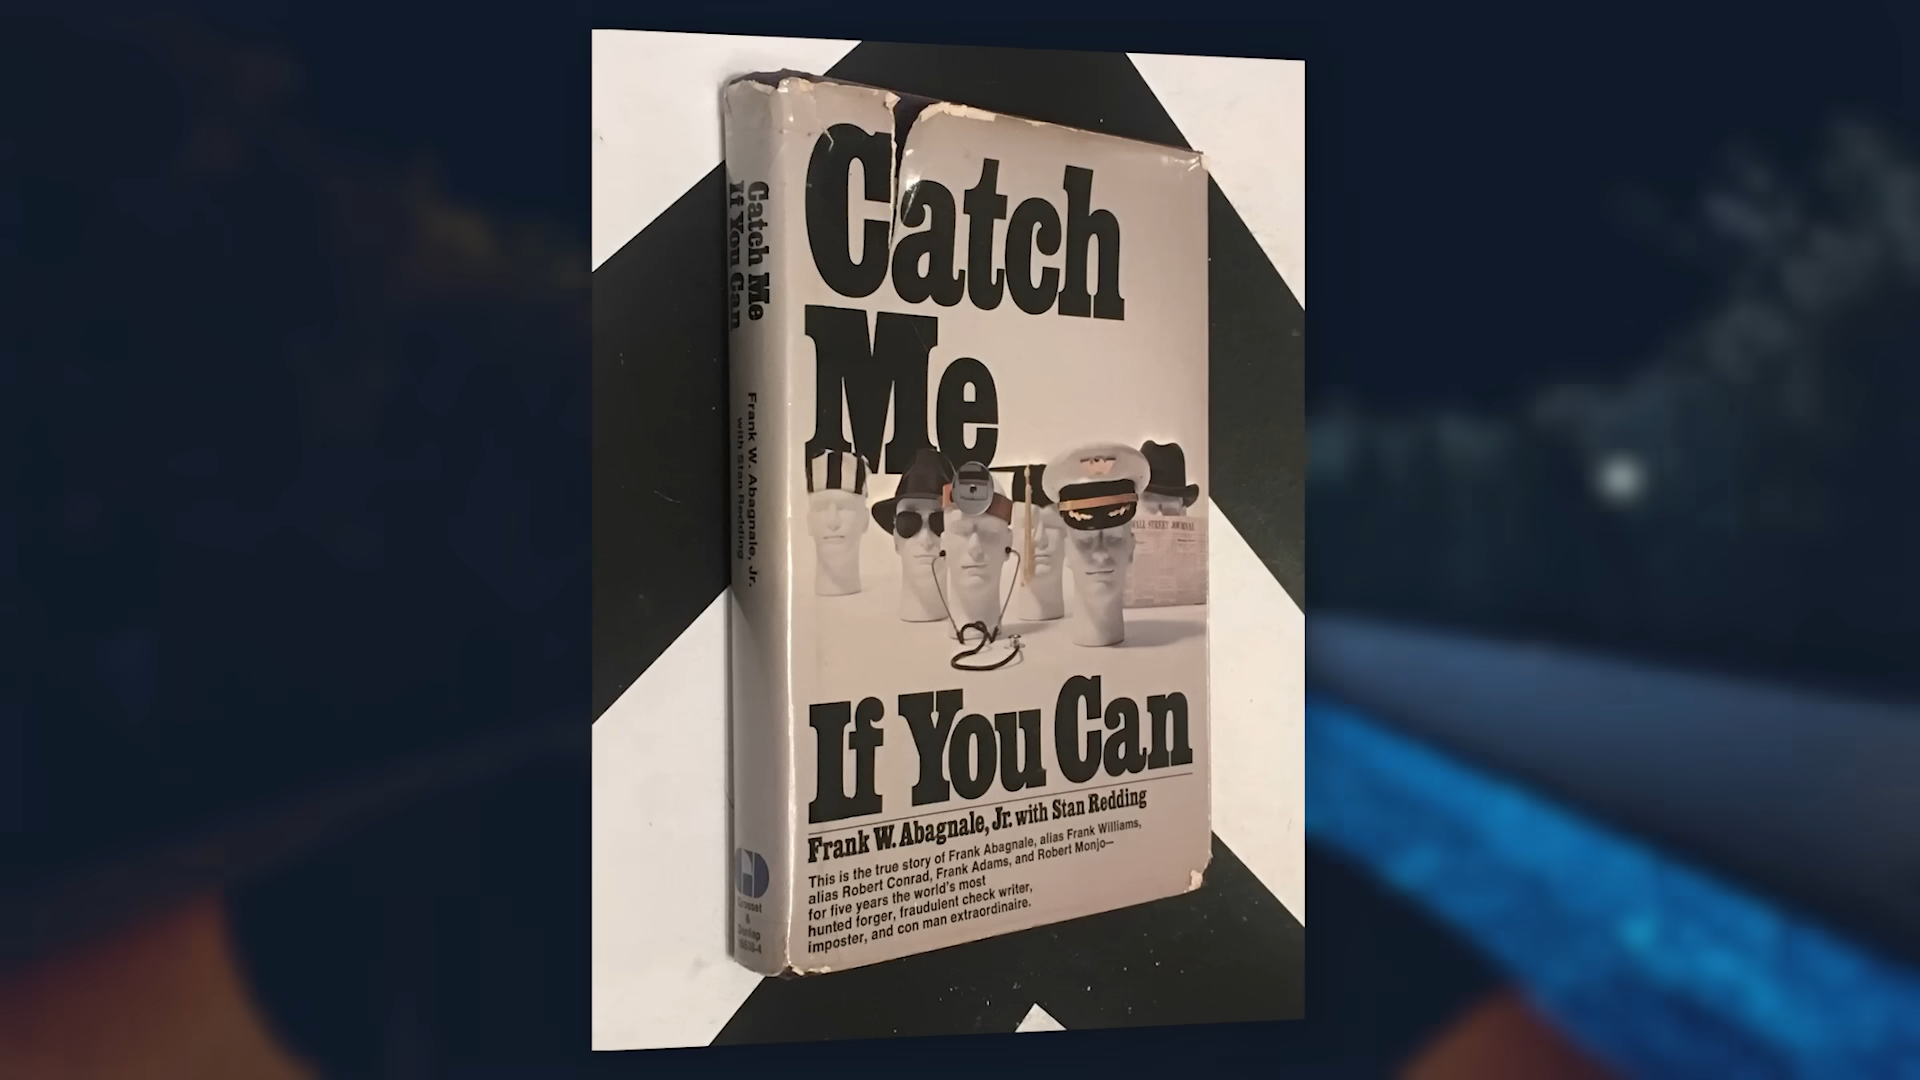 Catch Me
If You Can
Frank W. Abagnale, Jr.
with Stan Redding
Grosset
&
Dunlap
Catch
Me
WALL STREET JOURNAL
If You Can
Frank W. Abagnale, Jr. with Stan Redding
This is the true story of Frank Abagnale, alias Frank Williams,
alias Robert Conrad, Frank Adams, and Robert Monjo—
for five years the world's most
hunted forger, fraudulent check writer,
imposter, and con man extraordinaire.